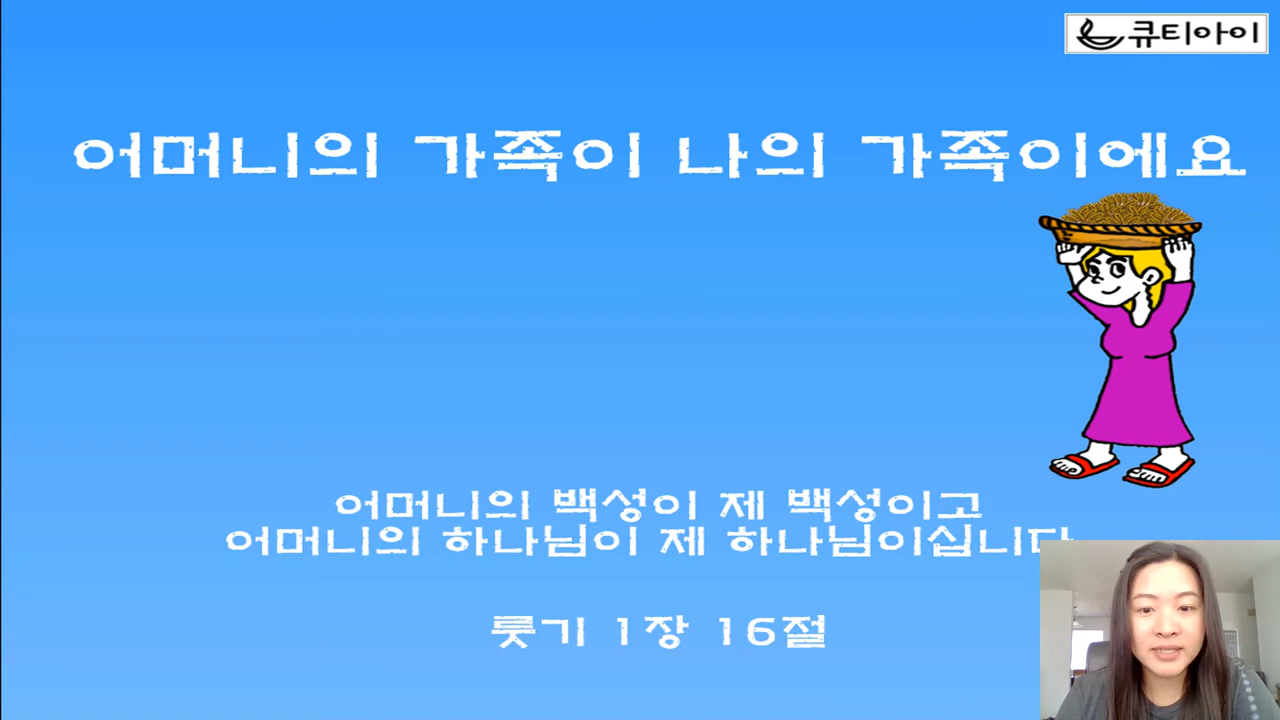 큐티아이
어머니의 가족이 나의 가족이에요
어머니의 백성이 제 백성이고
어머니의 하나님이 제 하나님이십니다
룻기 1장 16절